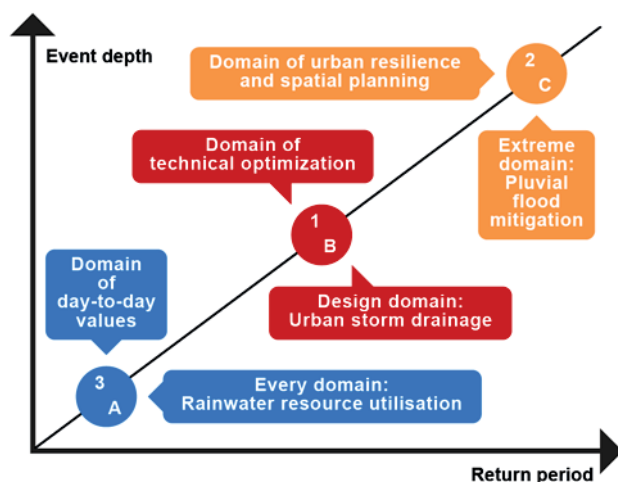 Event depth
Domain of urban resilience
and spatial planning
2
C
Domain of
technical optimization
Extreme
domain:
Pluvial
flood
mitigation
1
B
Domain
of
day-to-day
values
Design domain:
Urban storm drainage
3
A
Every domain:
Rainwater resource utilisation
Return period